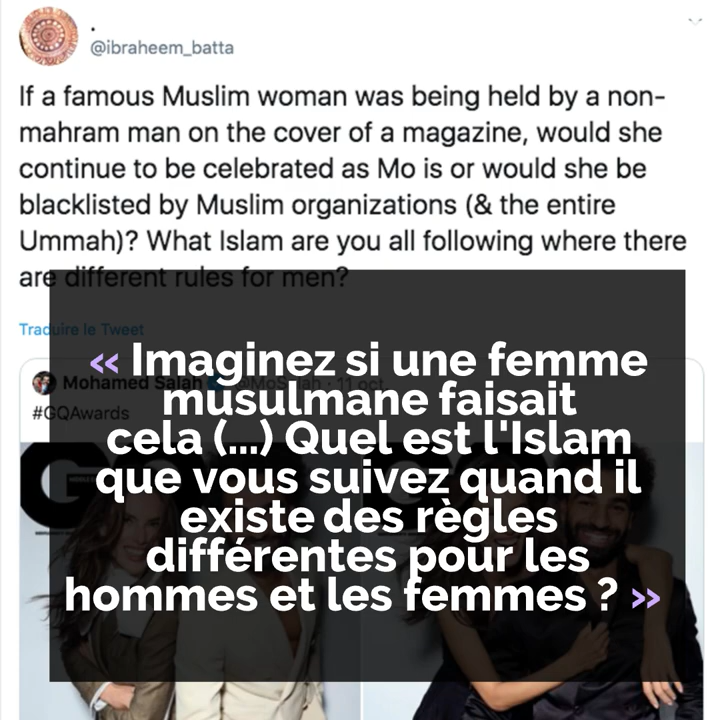 .
@ibraheem_batta
If a famous Muslim woman was being held by a non-
mahram man on the cover of a magazine, would she
continue to be celebrated as Mo is or would she be
blacklisted by Muslim organizations (& the entire
Ummah)? What Islam are you all following where there
are different rules for men?
Traduire le Tweet
Mohamed Salah 11 oct.
#GQAwards
« Imaginez si une femme
musulmane faisait
cela (...) Quel est l'Islam
que vous suivez quand il
existe des règles
différentes pour les
hommes et les femmes ? »